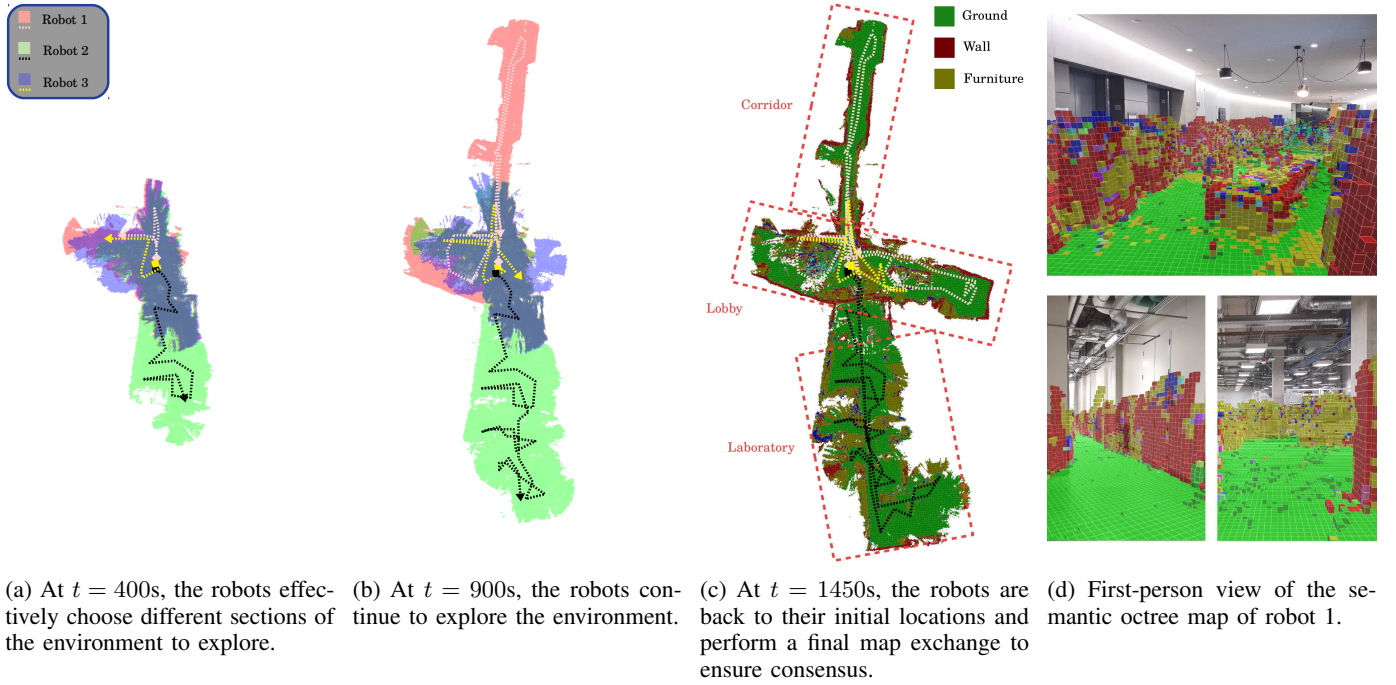 Robot 1
Robot 2
Robot 3
Ground
Wall
Furniture
Corridor
Lobby
Laboratory
(a) At t = 400s, the robots effec-
tively choose different sections of
the environment to explore.
(b) At t = 900s, the robots con-
tinue to explore the environment.
(c) At t = 1450s, the robots are
back to their initial locations and
perform a final map exchange to
ensure consensus.
(d) First-person view of the se-
mantic octree map of robot 1.